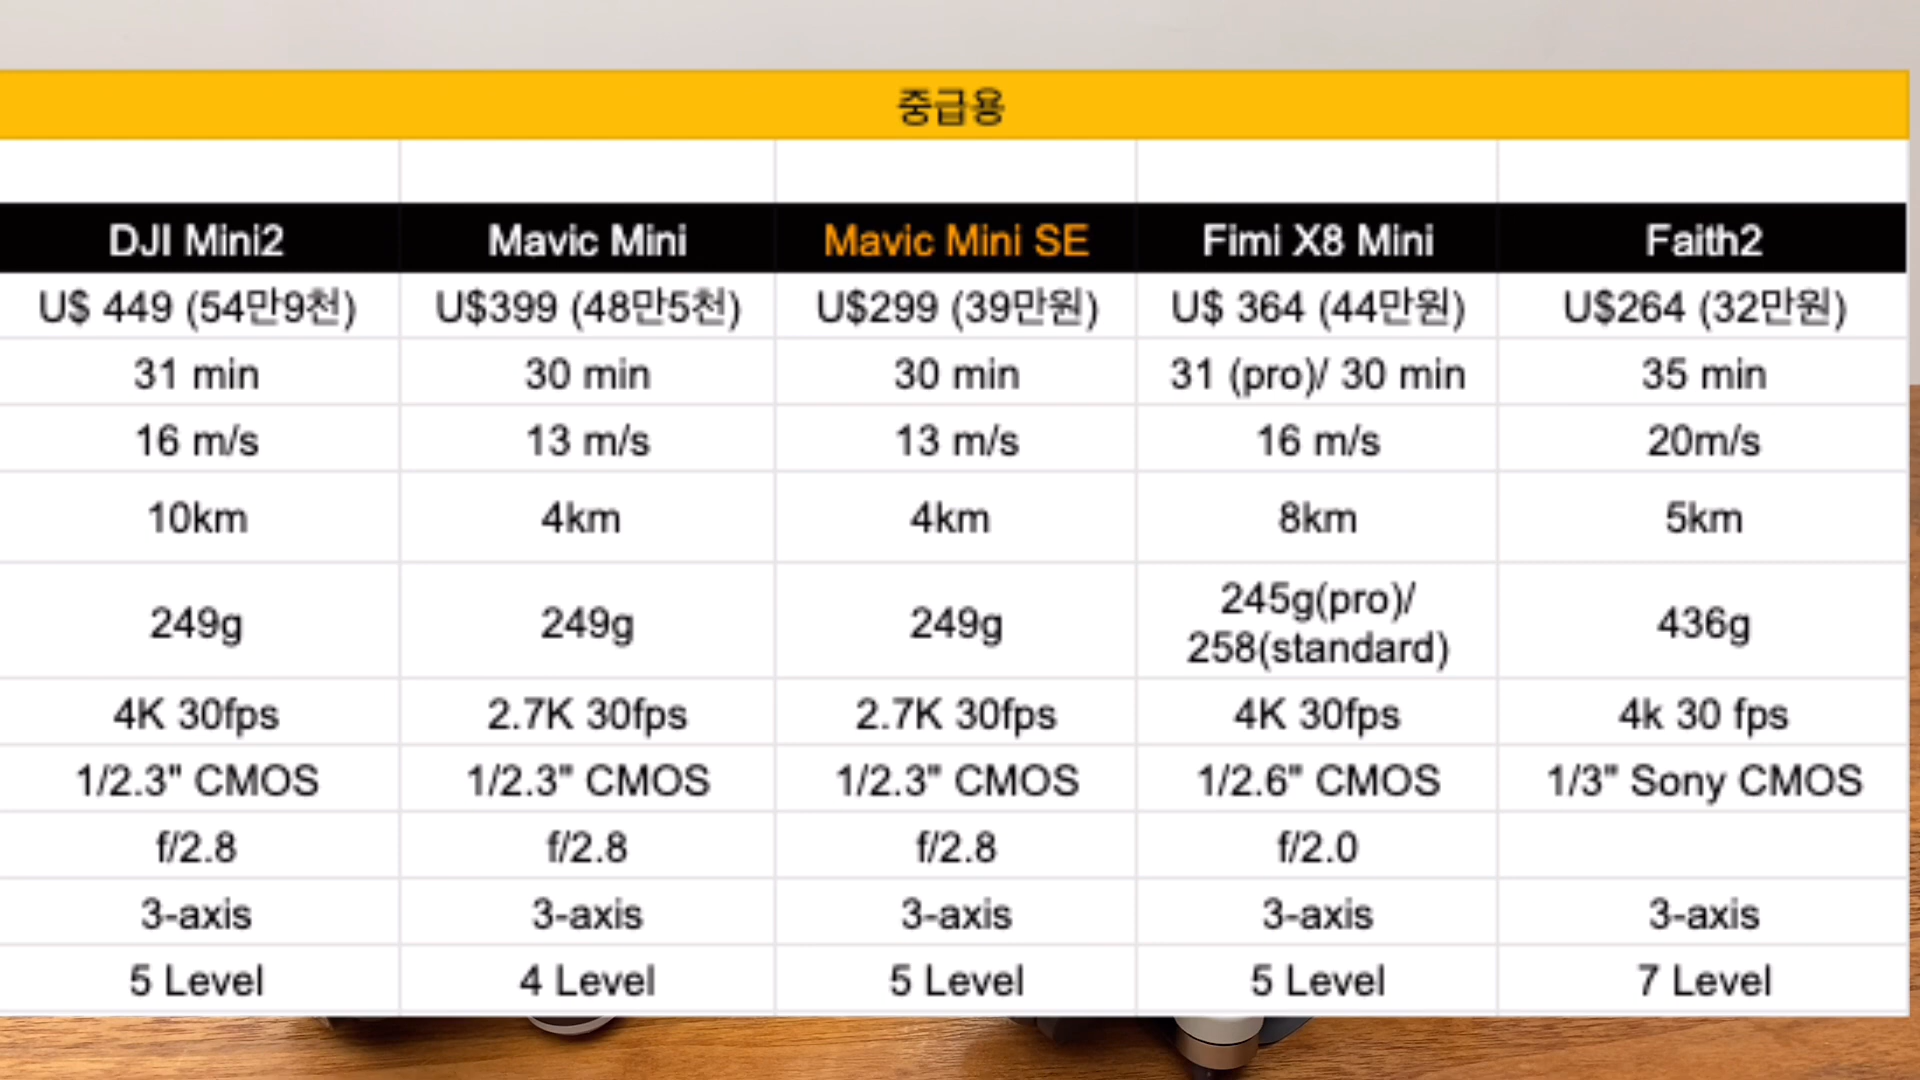 중급용
DJI Mini2 Mavic Mini Mavic Mini SE Fimi X8 Mini Faith2
U$ 449 (54만9천) U$399 (48만5천) U$299 (39만원) U$ 364 (44만원) U$264 (32만원)
31 min 30 min 30 min 31 (pro)/ 30 min 35 min
16 m/s 13 m/s 13 m/s 16 m/s 20m/s
10km 4km 4km 8km 5km
249g 249g 249g 245g(pro)/ 436g
258(standard)
4K 30fps 2.7K 30fps 2.7K 30fps 4K 30fps 4k 30 fps
1/2.3" CMOS 1/2.3" CMOS 1/2.3" CMOS 1/2.6" CMOS 1/3" Sony CMOS
f/2.8 f/2.8 f/2.8 f/2.0
3-axis 3-axis 3-axis 3-axis 3-axis
5 Level 4 Level 5 Level 5 Level 7 Level